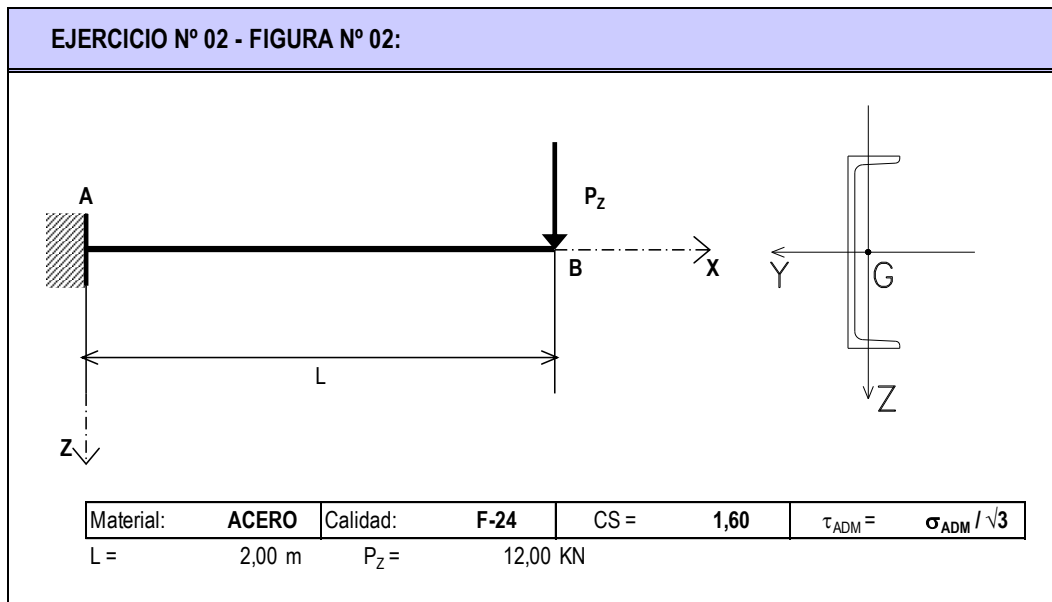 EJERCICIO Nº 02 - FIGURA Nº 02:
A
P_Z
B
X
Y
G
L
Z
Z
Material: ACERO Calidad: F-24 CS = 1,60 τ_ADM = σ_ADM / √3
L = 2,00 m P_Z = 12,00 KN